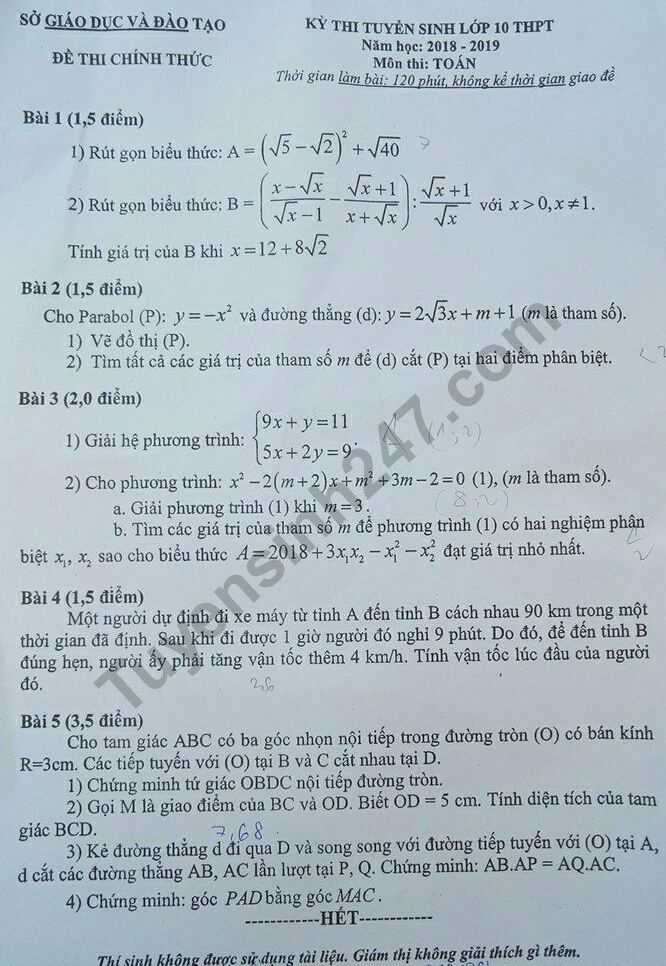 SỞ GIÁO DỤC VÀ ĐÀO TẠO
ĐỀ THI CHÍNH THỨC
KỲ THI TUYỂN SINH LỚP 10 THPT
Năm học: 2018 - 2019
Môn thi: TOÁN
Thời gian làm bài: 120 phút, không kể thời gian giao đề
Bài 1 (1,5 điểm)
1) Rút gọn biểu thức: A = (√5 − √2)² + √40
2) Rút gọn biểu thức: B = ((x − √x)/(√x − 1) − (√x + 1)/(x + √x)) : (√x + 1)/√x với x > 0, x ≠ 1.
Tính giá trị của B khi x = 12 + 8√2
Bài 2 (1,5 điểm)
Cho Parabol (P): y = −x² và đường thẳng (d): y = 2√3x + m + 1 (m là tham số).
1) Vẽ đồ thị (P).
2) Tìm tất cả các giá trị của tham số m để (d) cắt (P) tại hai điểm phân biệt.
Bài 3 (2,0 điểm)
1) Giải hệ phương trình: { 9x + y = 11
5x + 2y = 9 .
(1;2)
2) Cho phương trình: x² − 2(m + 2)x + m² + 3m − 2 = 0 (1), (m là tham số).
a. Giải phương trình (1) khi m = 3.
(8;2)
b. Tìm các giá trị của tham số m để phương trình (1) có hai nghiệm phân
biệt x₁, x₂ sao cho biểu thức A = 2018 + 3x₁x₂ − x₁² − x₂² đạt giá trị nhỏ nhất.
Bài 4 (1,5 điểm)
Một người dự định đi xe máy từ tỉnh A đến tỉnh B cách nhau 90 km trong một
thời gian đã định. Sau khi đi được 1 giờ người đó nghỉ 9 phút. Do đó, để đến tỉnh B
đúng hẹn, người ấy phải tăng vận tốc thêm 4 km/h. Tính vận tốc lúc đầu của người
đó.
Bài 5 (3,5 điểm)
Cho tam giác ABC có ba góc nhọn nội tiếp trong đường tròn (O) có bán kính
R=3cm. Các tiếp tuyến với (O) tại B và C cắt nhau tại D.
1) Chứng minh tứ giác OBDC nội tiếp đường tròn.
2) Gọi M là giao điểm của BC và OD. Biết OD = 5 cm. Tính diện tích của tam
giác BCD.
7,68
3) Kẻ đường thẳng d đi qua D và song song với đường tiếp tuyến với (O) tại A,
d cắt các đường thẳng AB, AC lần lượt tại P, Q. Chứng minh: AB.AP = AQ.AC.
4) Chứng minh: góc PAD bằng góc MAC.
------------HẾT------------
Thí sinh không được sử dụng tài liệu. Giám thị không giải thích gì thêm.
Tuyensinh247.com